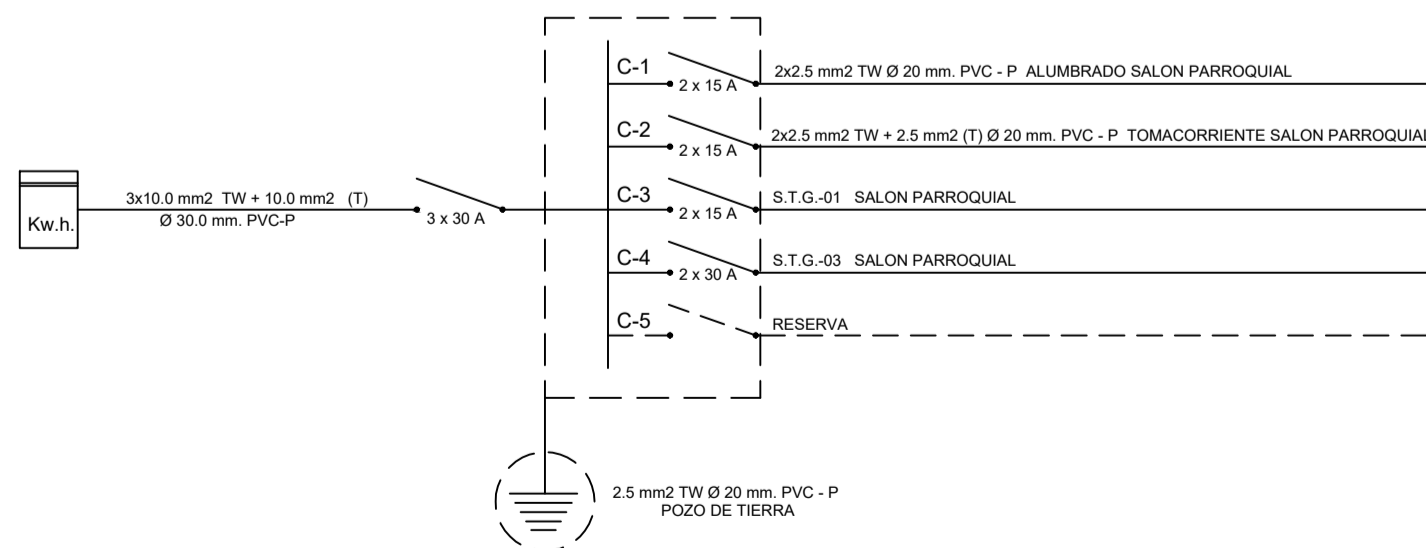 C-1
2 x 15 A
2x2.5 mm2 TW Ø 20 mm. PVC - P ALUMBRADO SALON PARROQUIAL
C-2
2 x 15 A
2x2.5 mm2 TW + 2.5 mm2 (T) Ø 20 mm. PVC - P TOMACORRIENTE SALON PARROQUIAL
Kw.h.
3x10.0 mm2 TW + 10.0 mm2 (T)
Ø 30.0 mm. PVC-P
3 x 30 A
C-3
2 x 15 A
S.T.G.-01 SALON PARROQUIAL
C-4
2 x 30 A
S.T.G.-03 SALON PARROQUIAL
C-5
RESERVA
2.5 mm2 TW Ø 20 mm. PVC - P
POZO DE TIERRA